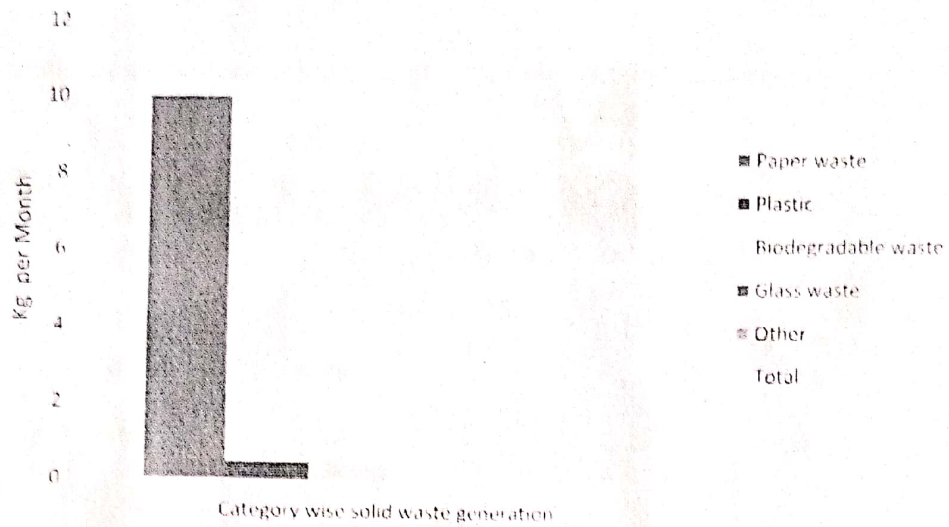 12
10
8
6
4
2
0
Kg per Month
Category wise solid waste generation
Paper waste
Plastic
Biodegradable waste
Glass waste
Other
Total